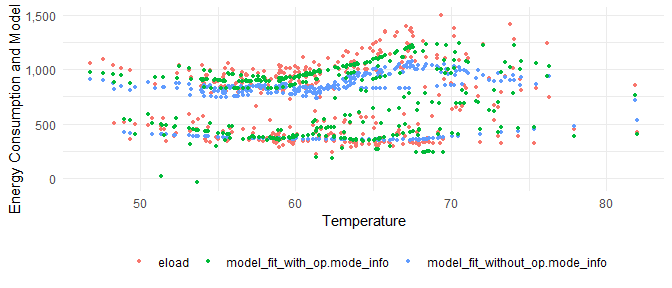 Energy Consumption and Model
1,500
1,000
500
0
50
60
70
80
Temperature
eload model_fit_with_op.mode_info model_fit_without_op.mode_info